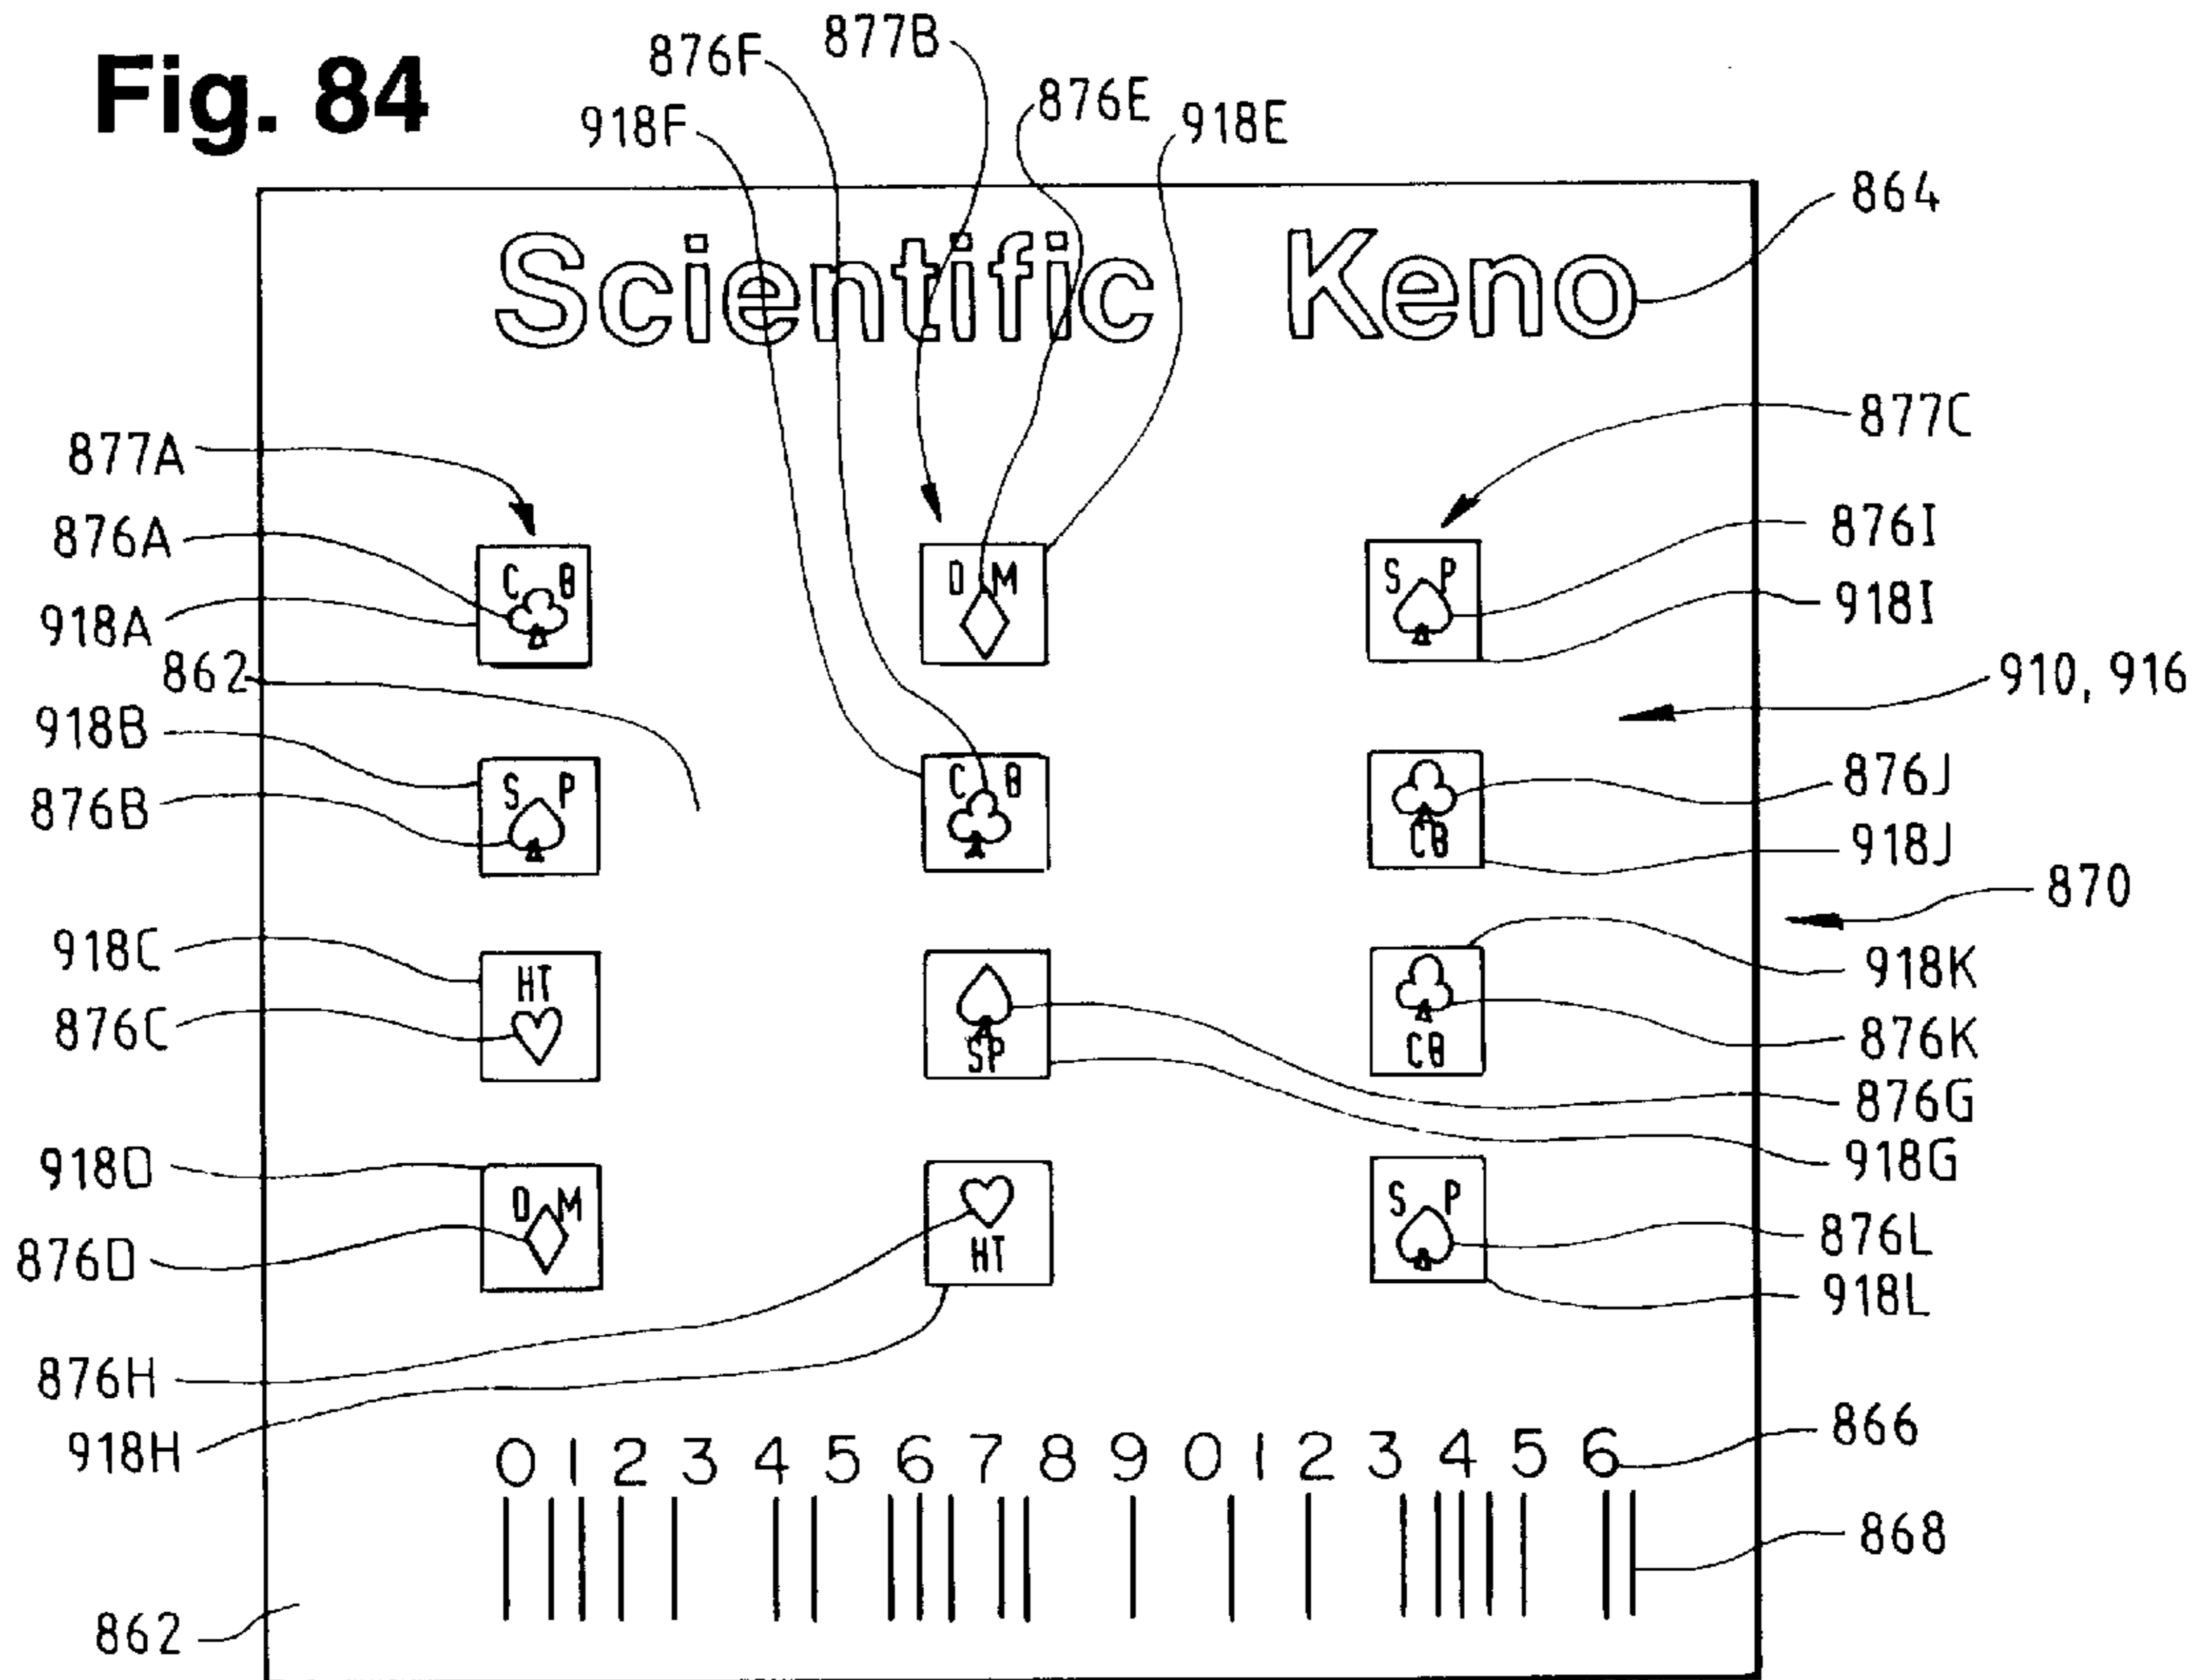 Fig. 84
876F 877B
918F 876E 918E
864
Scientific Keno
877A 877C
876A 876I
C B D M S P
918A 918I
862 910, 916
918B 876J
S P C B CB
876B 918J
870
918C 918K
HT SP CB
876C 876K
876G
918D 918G
D M HT S P
876D 876L
918L
876H
866
918H
0 1 2 3 4 5 6 7 8 9 0 1 2 3 4 5 6
868
862